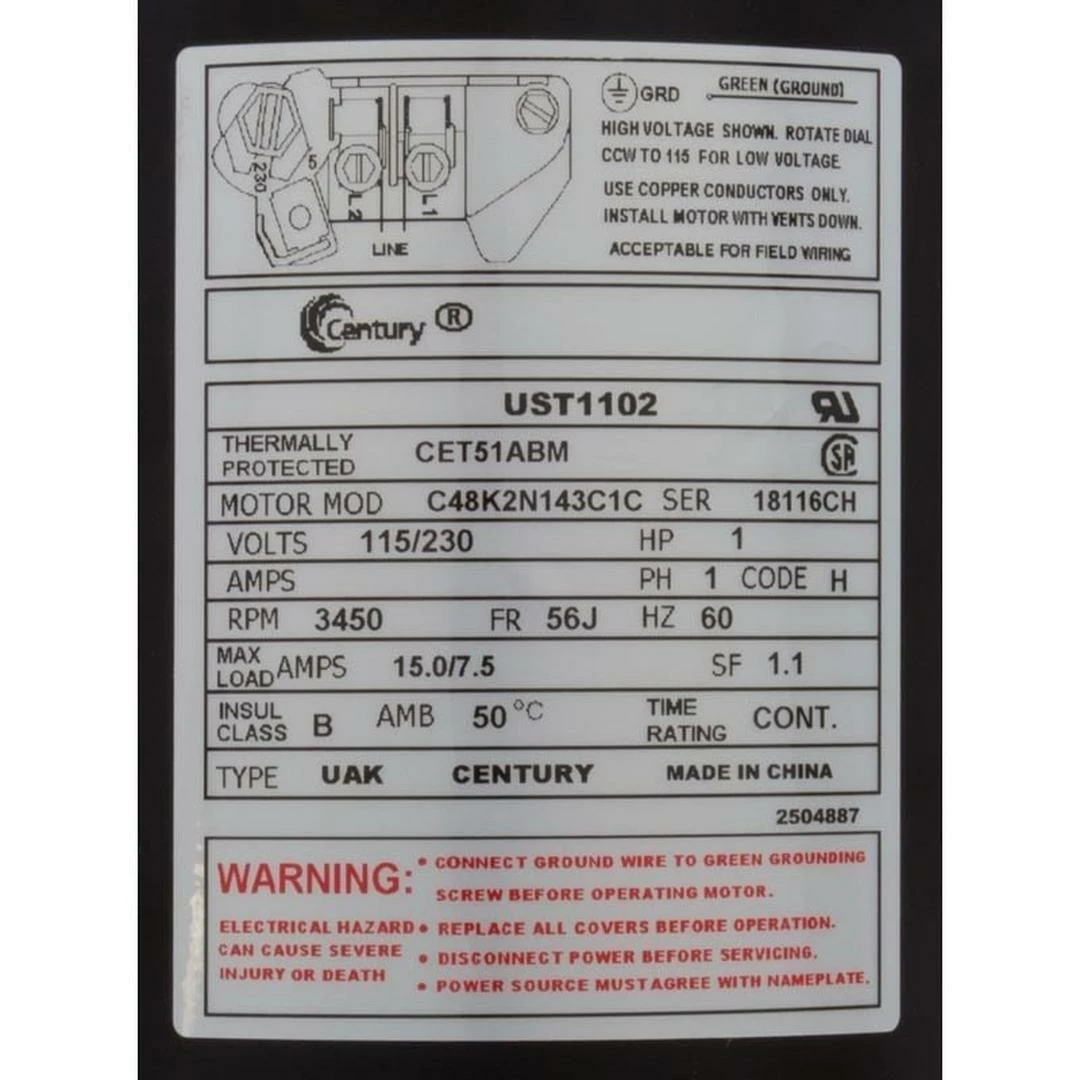 GRD GREEN (GROUND)
HIGH VOLTAGE SHOWN. ROTATE DIAL
CCW TO 115 FOR LOW VOLTAGE
USE COPPER CONDUCTORS ONLY.
INSTALL MOTOR WITH VENTS DOWN.
ACCEPTABLE FOR FIELD WIRING
5
230
L2 L1
LINE
Century ®
UST1102
THERMALLY
PROTECTED CET51ABM
MOTOR MOD C48K2N143C1C SER 18116CH
VOLTS 115/230 HP 1
AMPS PH 1 CODE H
RPM 3450 FR 56J HZ 60
MAX
LOAD AMPS 15.0/7.5 SF 1.1
INSUL
CLASS B AMB 50 °C TIME
RATING CONT.
TYPE UAK CENTURY MADE IN CHINA
2504887
WARNING:
ELECTRICAL HAZARD
CAN CAUSE SEVERE
INJURY OR DEATH
• CONNECT GROUND WIRE TO GREEN GROUNDING
SCREW BEFORE OPERATING MOTOR.
• REPLACE ALL COVERS BEFORE OPERATION.
• DISCONNECT POWER BEFORE SERVICING.
• POWER SOURCE MUST AGREE WITH NAMEPLATE.